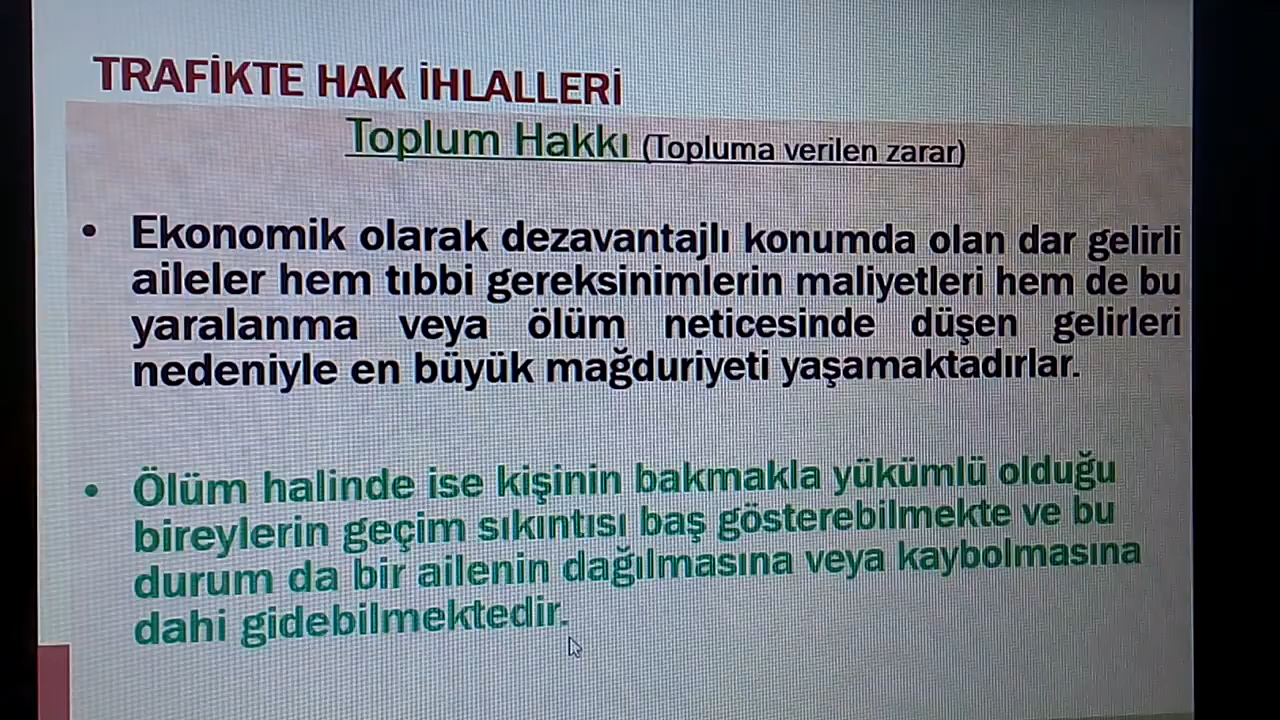 TRAFİKTE HAK İHLALLERİ
Toplum Hakkı (Topluma verilen zarar)
• Ekonomik olarak dezavantajlı konumda olan dar gelirli
aileler hem tıbbi gereksinimlerin maliyetleri hem de bu
yaralanma veya ölüm neticesinde düşen gelirleri
nedeniyle en büyük mağduriyeti yaşamaktadırlar.
• Ölüm halinde ise kişinin bakmakla yükümlü olduğu
bireylerin geçim sıkıntısı baş gösterebilmekte ve bu
durum da bir ailenin dağılmasına veya kaybolmasına
dahi gidebilmektedir.